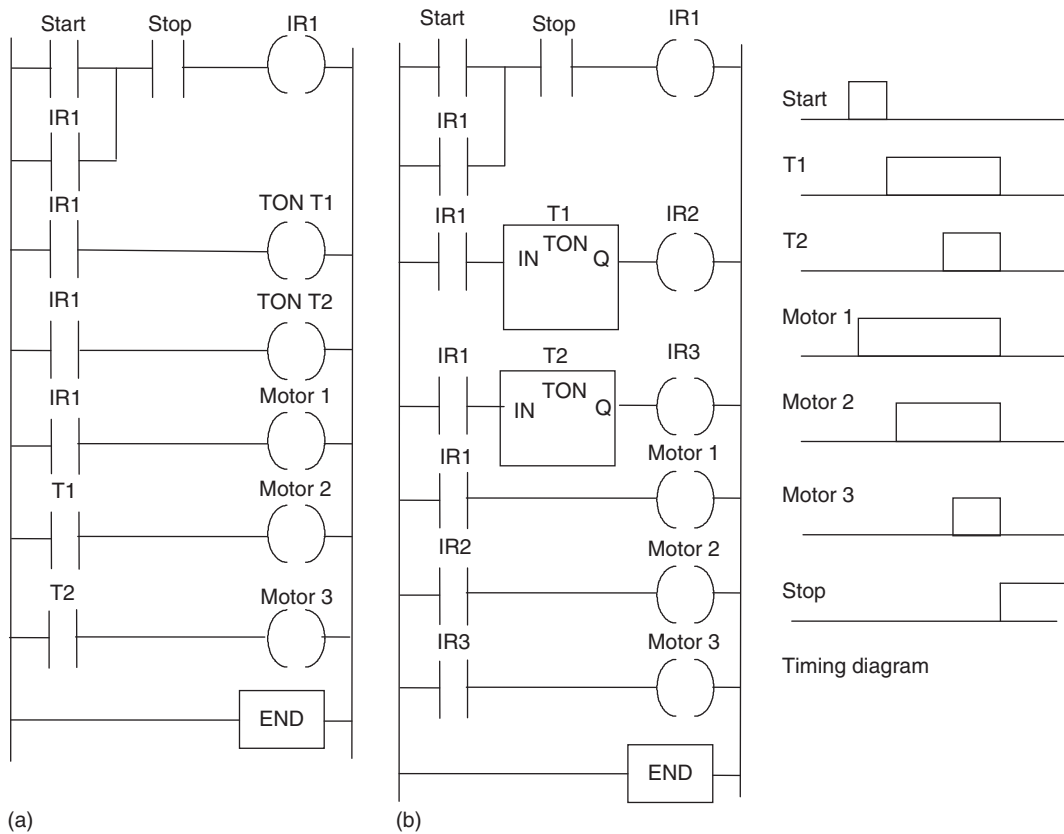 Start Stop IR1
IR1
IR1 TON T1
IR1 TON T2
IR1 Motor 1
T1 Motor 2
T2 Motor 3
END
(a)
Start Stop IR1
IR1
IR1 T1 IR2
IN TON Q
IR1 T2 IR3
IN TON Q
IR1 Motor 1
IR2 Motor 2
IR3 Motor 3
END
(b)
Start
T1
T2
Motor 1
Motor 2
Motor 3
Stop
Timing diagram